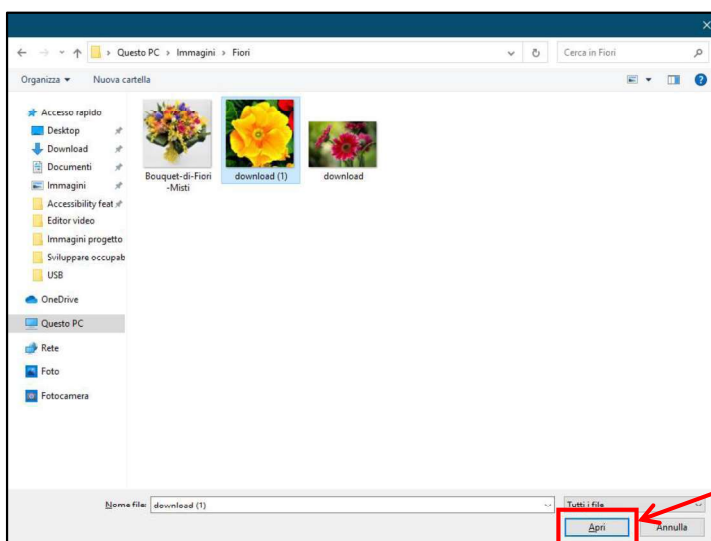 Questo PC › Immagini › Fiori
Cerca in Fiori
Organizza
Nuova cartella
Accesso rapido
Desktop
Download
Documenti
Immagini
Accessibility feat
Editor video
Immagini progetto
Sviluppare occupab
USB
OneDrive
Questo PC
Rete
Foto
Fotocamera
Bouquet-di-Fiori
-Misti
download (1)
download
Nome file: download (1)
Tutti i file
Apri
Annulla